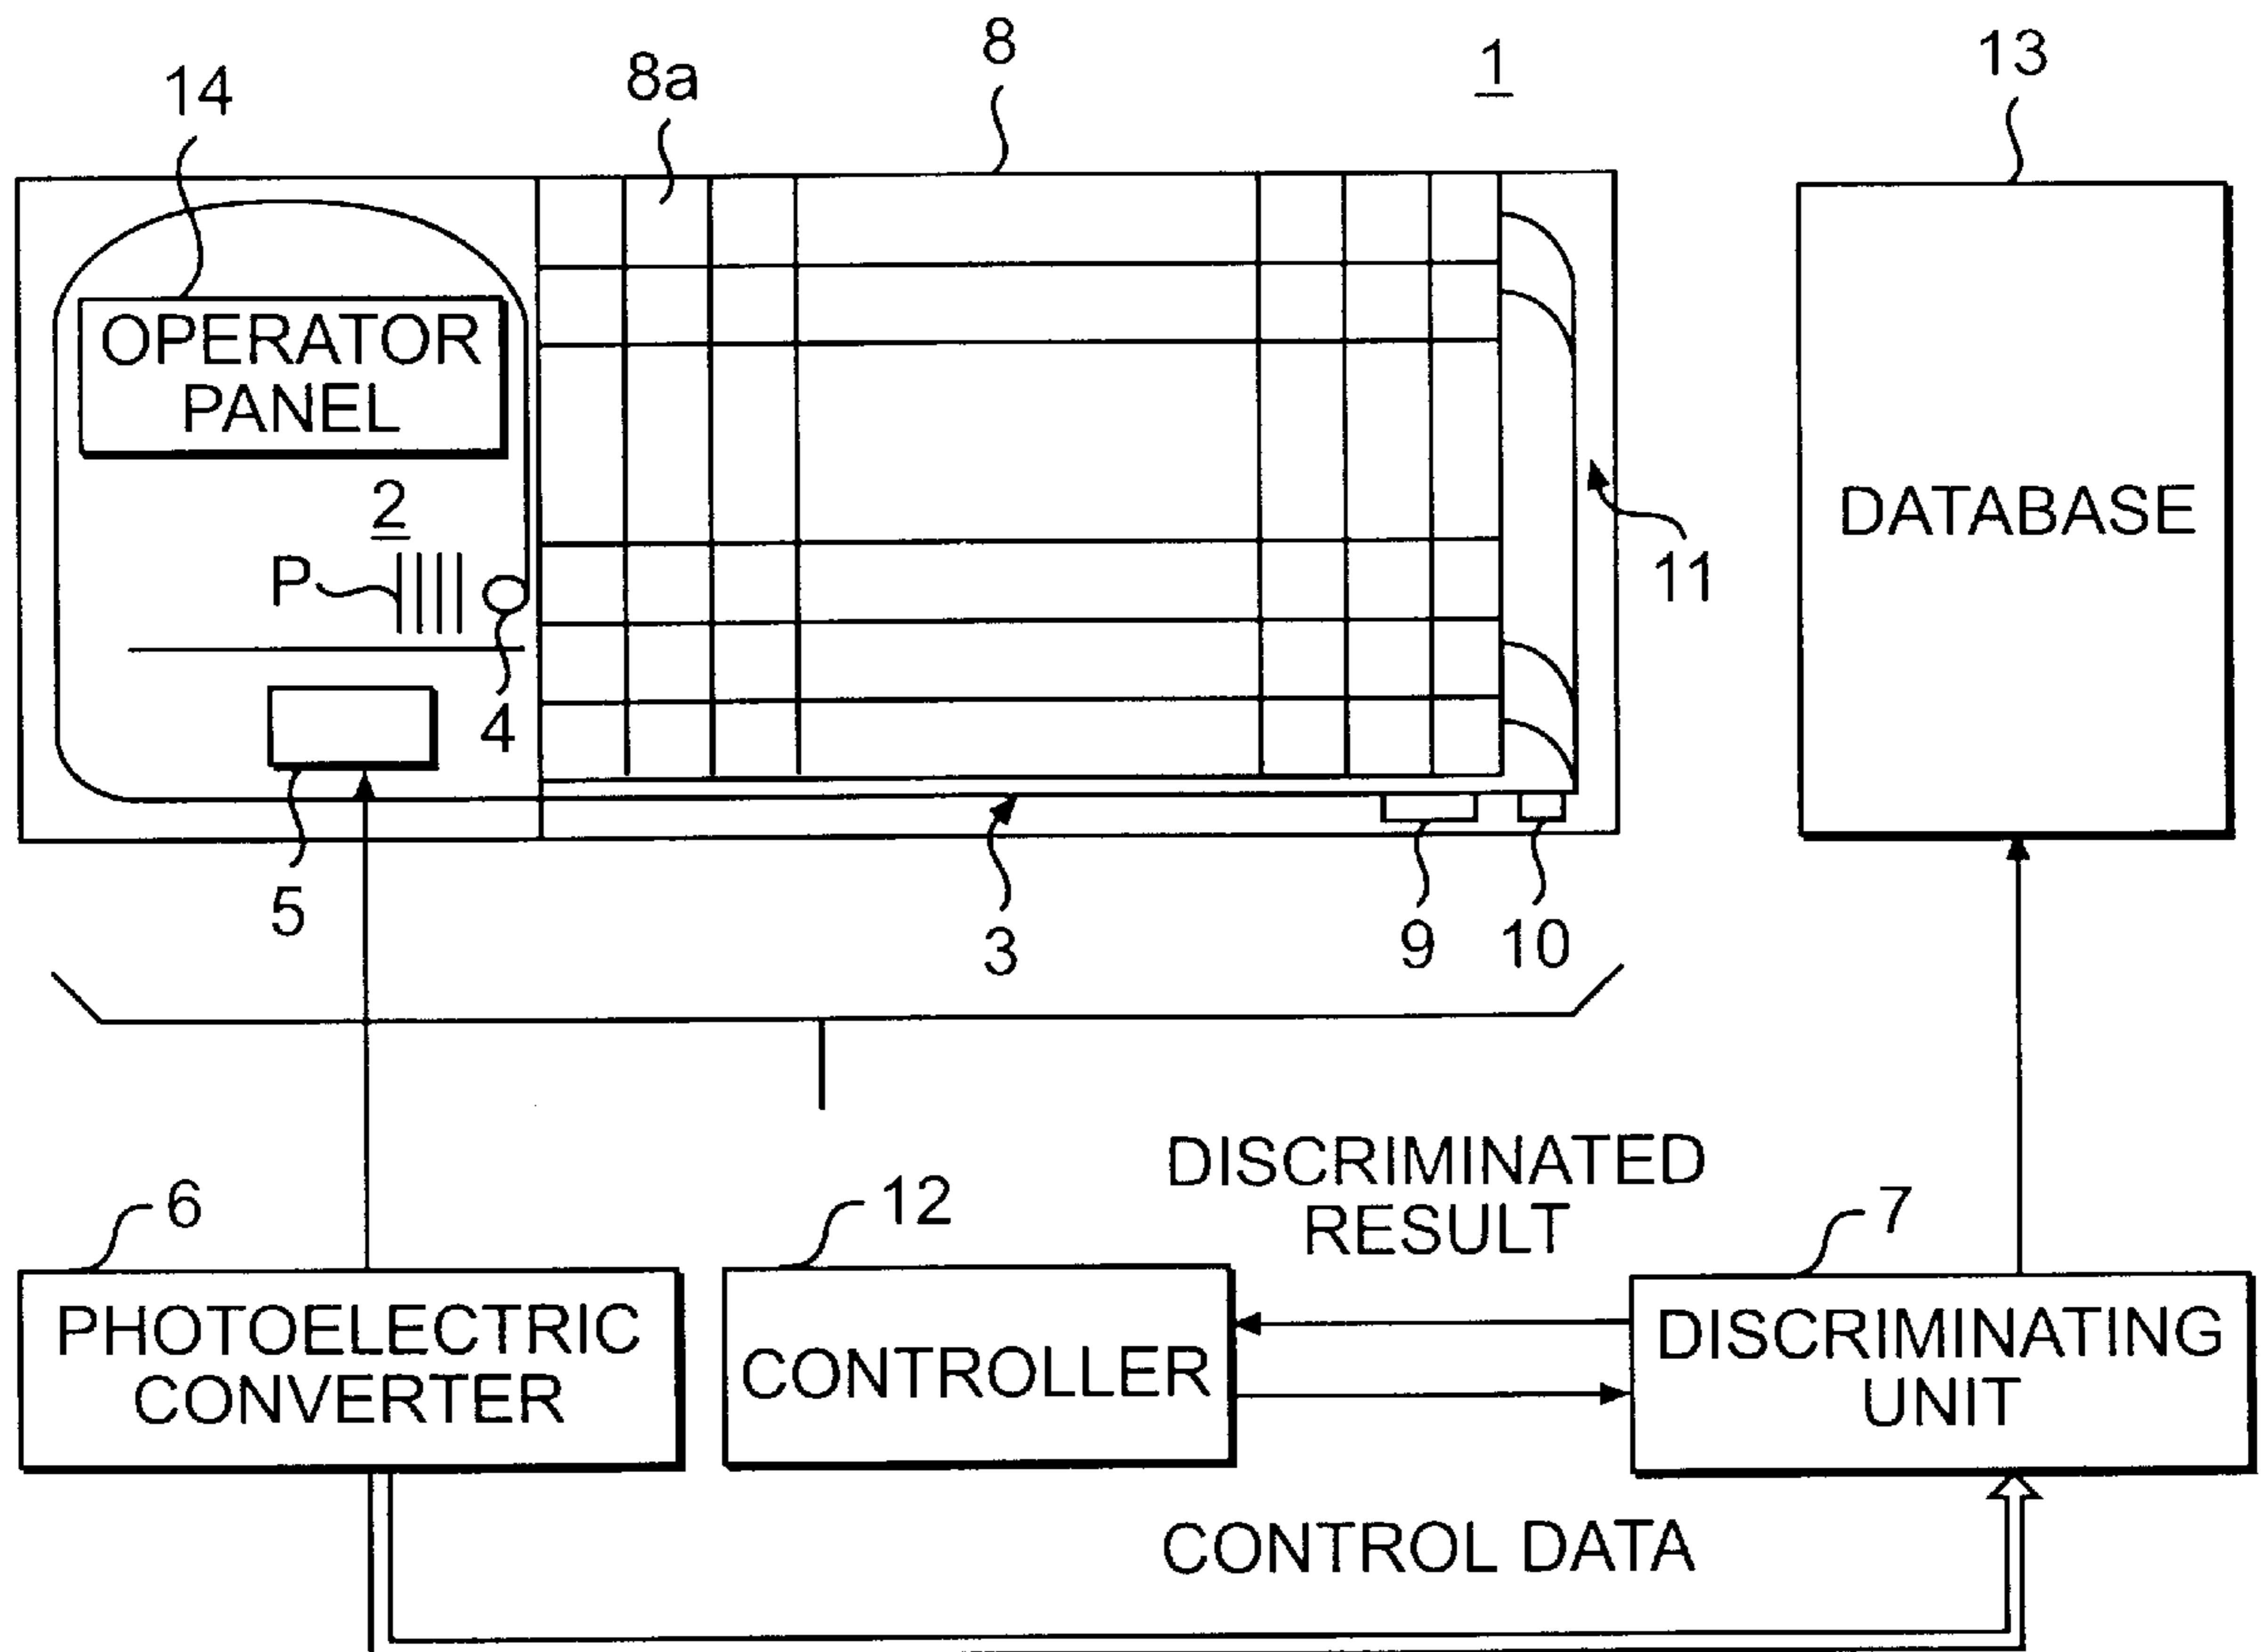 8
1
13
8a
14
OPERATOR
PANEL
2
P
4
DATABASE
11
5
3
9
10
DISCRIMINATED
RESULT
6
12
7
PHOTOELECTRIC
CONVERTER
CONTROLLER
DISCRIMINATING
UNIT
CONTROL DATA